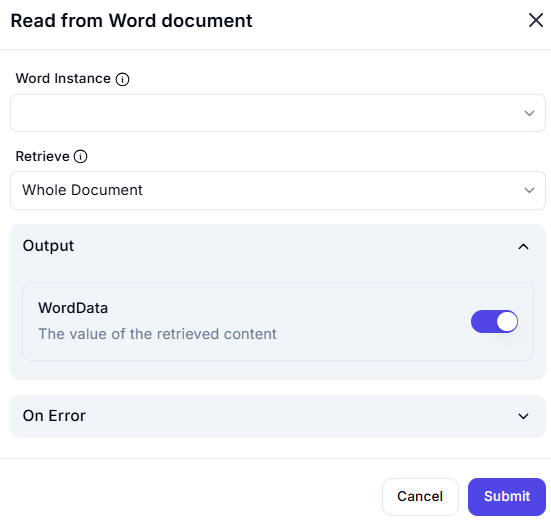 Read from Word document
Word Instance
Retrieve
Whole Document
Output
WordData
The value of the retrieved content
On Error
Cancel
Submit